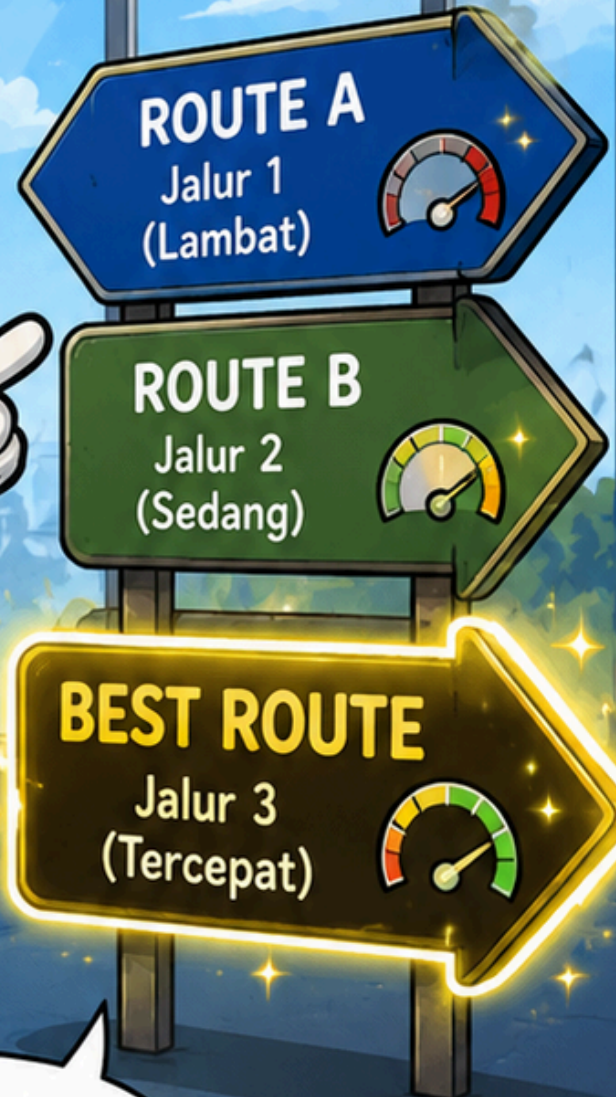 ROUTE A
Jalur 1
(Lambat)
ROUTE B
Jalur 2
(Sedang)
BEST ROUTE
Jalur 3
(Tercepat)